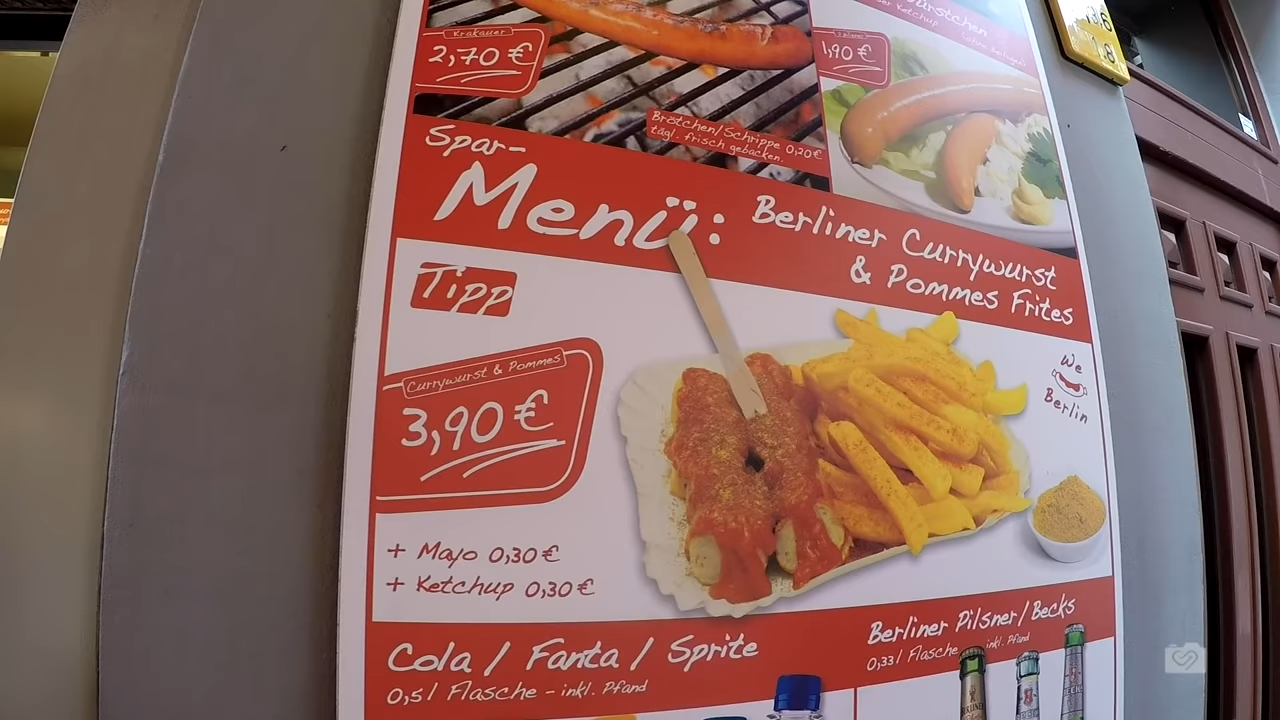 Krakauer
2,70 €
1,90 €
Brötchen/Schrippe 0,20€
tägl. frisch gebacken.
Spar-
Menü:
Berliner Currywurst
& Pommes Frites
Tipp
Currywurst & Pommes
3,90 €
We
Berlin
+ Mayo 0,30 €
+ Ketchup 0,30 €
Cola / Fanta / Sprite
0,5 l Flasche - inkl. Pfand
Berliner Pilsner/Becks
0,33 l Flasche - inkl. Pfand